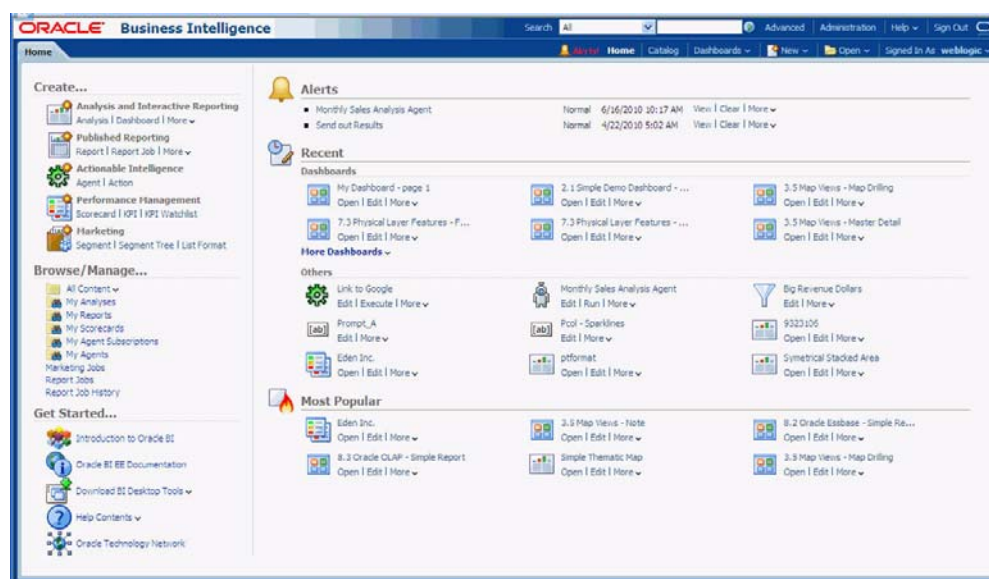 ORACLE Business Intelligence
Search All Advanced Administration Help Sign Out
Home
Alerts! Home Catalog Dashboards New Open Signed In As weblogic
Create...
Analysis and Interactive Reporting
Analysis | Dashboard | More
Published Reporting
Report | Report Job | More
Actionable Intelligence
Agent | Action
Performance Management
Scorecard | KPI | KPI Watchlist
Marketing
Segment | Segment Tree | List Format
Browse/Manage...
All Content
My Analyses
My Reports
My Scorecards
My Agent Subscriptions
My Agents
Marketing Jobs
Report Jobs
Report Job History
Get Started...
Introduction to Oracle BI
Oracle BI EE Documentation
Download BI Desktop Tools
Help Contents
Oracle Technology Network
Alerts
Monthly Sales Analysis Agent Normal 6/16/2010 10:17 AM View | Clear | More
Send out Results Normal 4/22/2010 5:02 AM View | Clear | More
Recent
Dashboards
My Dashboard - page 1 2.1 Simple Demo Dashboard - ... 3.5 Map Views - Map Drilling
Open | Edit | More Open | Edit | More Open | Edit | More
7.3 Physical Layer Features - F... 7.3 Physical Layer Features - ... 3.5 Map Views - Master Detail
Open | Edit | More Open | Edit | More Open | Edit | More
More Dashboards
Others
Link to Google Monthly Sales Analysis Agent Big Revenue Dollars
Edit | Execute | More Edit | Run | More Edit | More
[ab] Prompt_A [ab] Pcol - Sparklines 9323106
Edit | More Edit | More Open | Edit | More
Eden Inc. ptformat Symetrical Stacked Area
Open | Edit | More Open | Edit | More Open | Edit | More
Most Popular
Eden Inc. 3.5 Map Views - Note 8.2 Oracle Essbase - Simple Re...
Open | Edit | More Open | Edit | More Open | Edit | More
8.3 Oracle OLAP - Simple Report Simple Thematic Map 3.5 Map Views - Map Drilling
Open | Edit | More Open | Edit | More Open | Edit | More